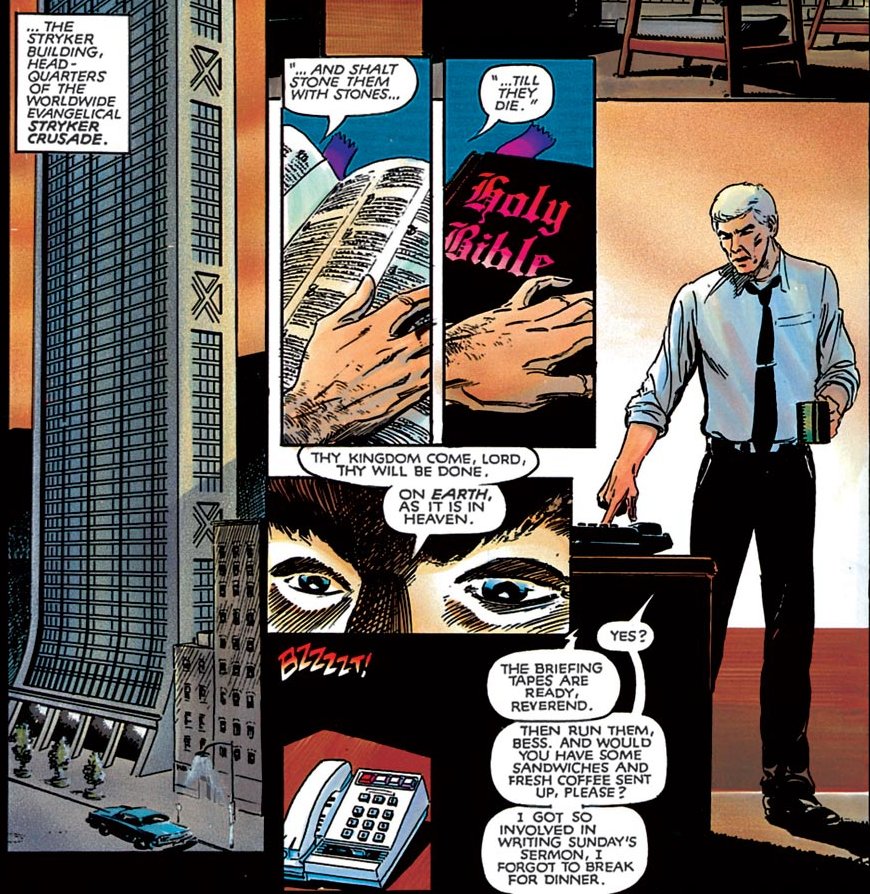 ... THE
STRYKER
BUILDING,
HEAD-
QUARTERS
OF THE
WORLDWIDE
EVANGELICAL
STRYKER
CRUSADE.
"... AND SHALT
STONE THEM
WITH STONES...
"...TILL
THEY
DIE."
Holy
Bible
THY KINGDOM COME, LORD,
THY WILL BE DONE.
ON EARTH,
AS IT IS IN
HEAVEN.
BZZZZT!
YES?
THE BRIEFING
TAPES ARE
READY,
REVEREND.
THEN RUN THEM,
BESS. AND WOULD
YOU HAVE SOME
SANDWICHES AND
FRESH COFFEE SENT
UP, PLEASE?
I GOT SO
INVOLVED IN
WRITING SUNDAY'S
SERMON, I
FORGOT TO BREAK
FOR DINNER.